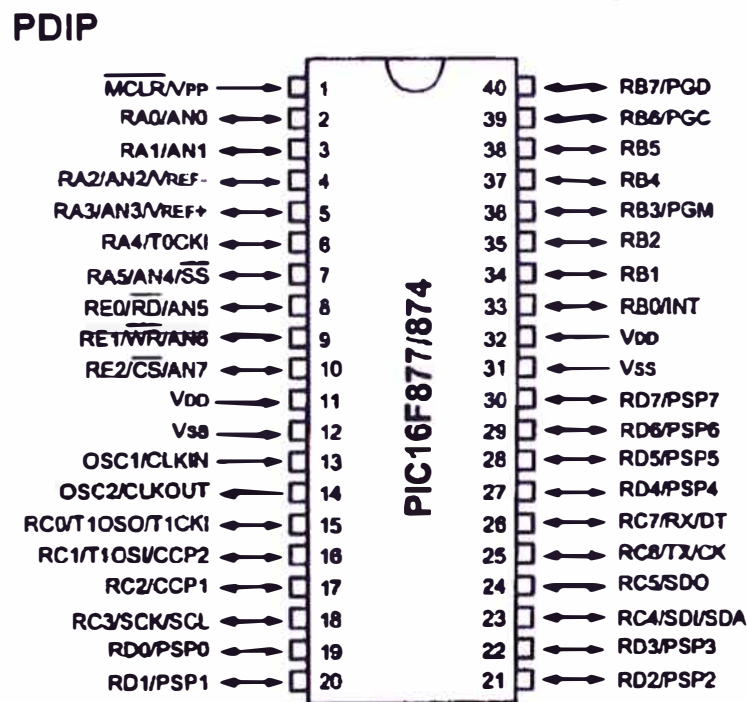 PDIP
MCLR/VPP 1 40 RB7/PGD
RA0/AN0 2 39 RB6/PGC
RA1/AN1 3 38 RB5
RA2/AN2/VREF- 4 37 RB4
RA3/AN3/VREF+ 5 36 RB3/PGM
RA4/T0CKI 6 35 RB2
RA5/AN4/SS 7 34 RB1
RE0/RD/AN5 8 33 RB0/INT
RE1/WR/AN6 9 32 VDD
RE2/CS/AN7 10 31 VSS
VDD 11 30 RD7/PSP7
VSS 12 29 RD6/PSP6
OSC1/CLKIN 13 28 RD5/PSP5
OSC2/CLKOUT 14 27 RD4/PSP4
RC0/T1OSO/T1CKI 15 26 RC7/RX/DT
RC1/T1OSI/CCP2 16 25 RC6/TX/CK
RC2/CCP1 17 24 RC5/SDO
RC3/SCK/SCL 18 23 RC4/SDI/SDA
RD0/PSP0 19 22 RD3/PSP3
RD1/PSP1 20 21 RD2/PSP2
PIC16F877/874